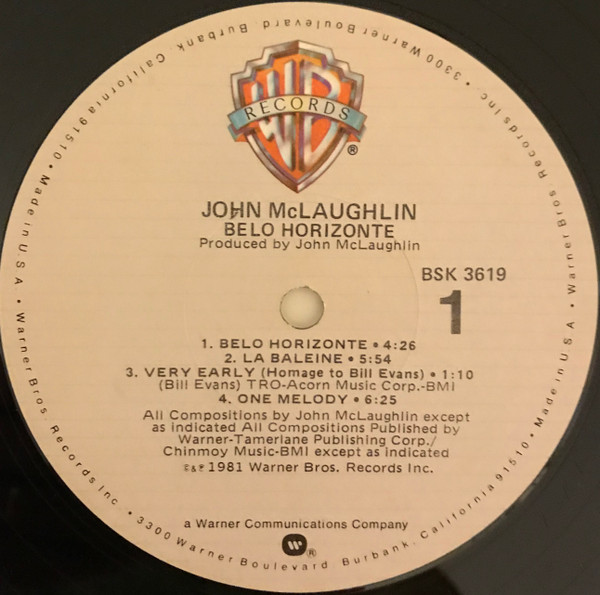 RECORDS
®
JOHN McLAUGHLIN
BELO HORIZONTE
Produced by John McLaughlin
BSK 3619
1
1. BELO HORIZONTE • 4:26
2. LA BALEINE • 5:54
3. VERY EARLY (Homage to Bill Evans) • 1:10
(Bill Evans) TRO-Acorn Music Corp.-BMI
4. ONE MELODY • 6:25
All Compositions by John McLaughlin except
as indicated All Compositions Published by
Warner-Tamerlane Publishing Corp./
Chinmoy Music-BMI except as indicated
©&℗ 1981 Warner Bros. Records Inc.
a Warner Communications Company
®
Warner Bros. Records Inc. • 3300 Warner Boulevard Burbank, California 91510 • Made in U.S.A. •
Warner Bros. Records Inc. • 3300 Warner Boulevard Burbank, California 91510 • Made in U.S.A. •